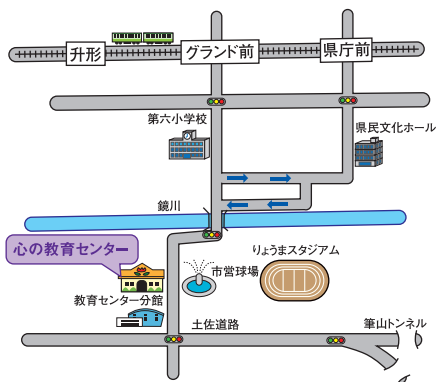 升形
グランド前
県庁前
第六小学校
県民文化ホール
鏡川
心の教育センター
りょうまスタジアム
市営球場
教育センター分館
土佐道路
筆山トンネル